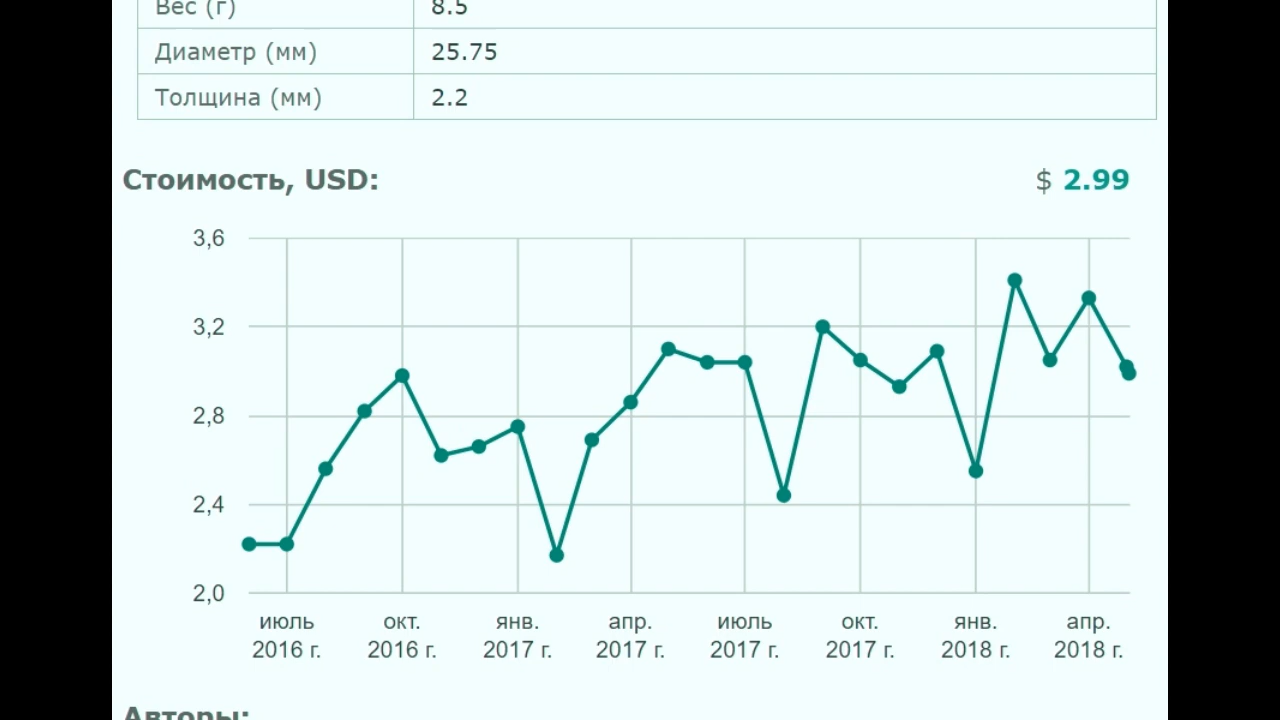 Вес (г) 8.5
Диаметр (мм) 25.75
Толщина (мм) 2.2
Стоимость, USD: $ 2.99
3,6
3,2
2,8
2,4
2,0
июль окт. янв. апр. июль окт. янв. апр.
2016 г. 2016 г. 2017 г. 2017 г. 2017 г. 2017 г. 2018 г. 2018 г.
Авторы: